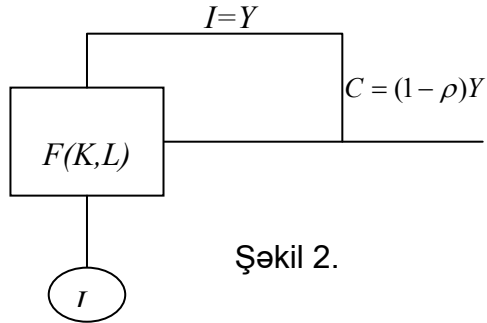 I=Y
C = (1 − ρ)Y
F(K,L)
Şəkil 2.